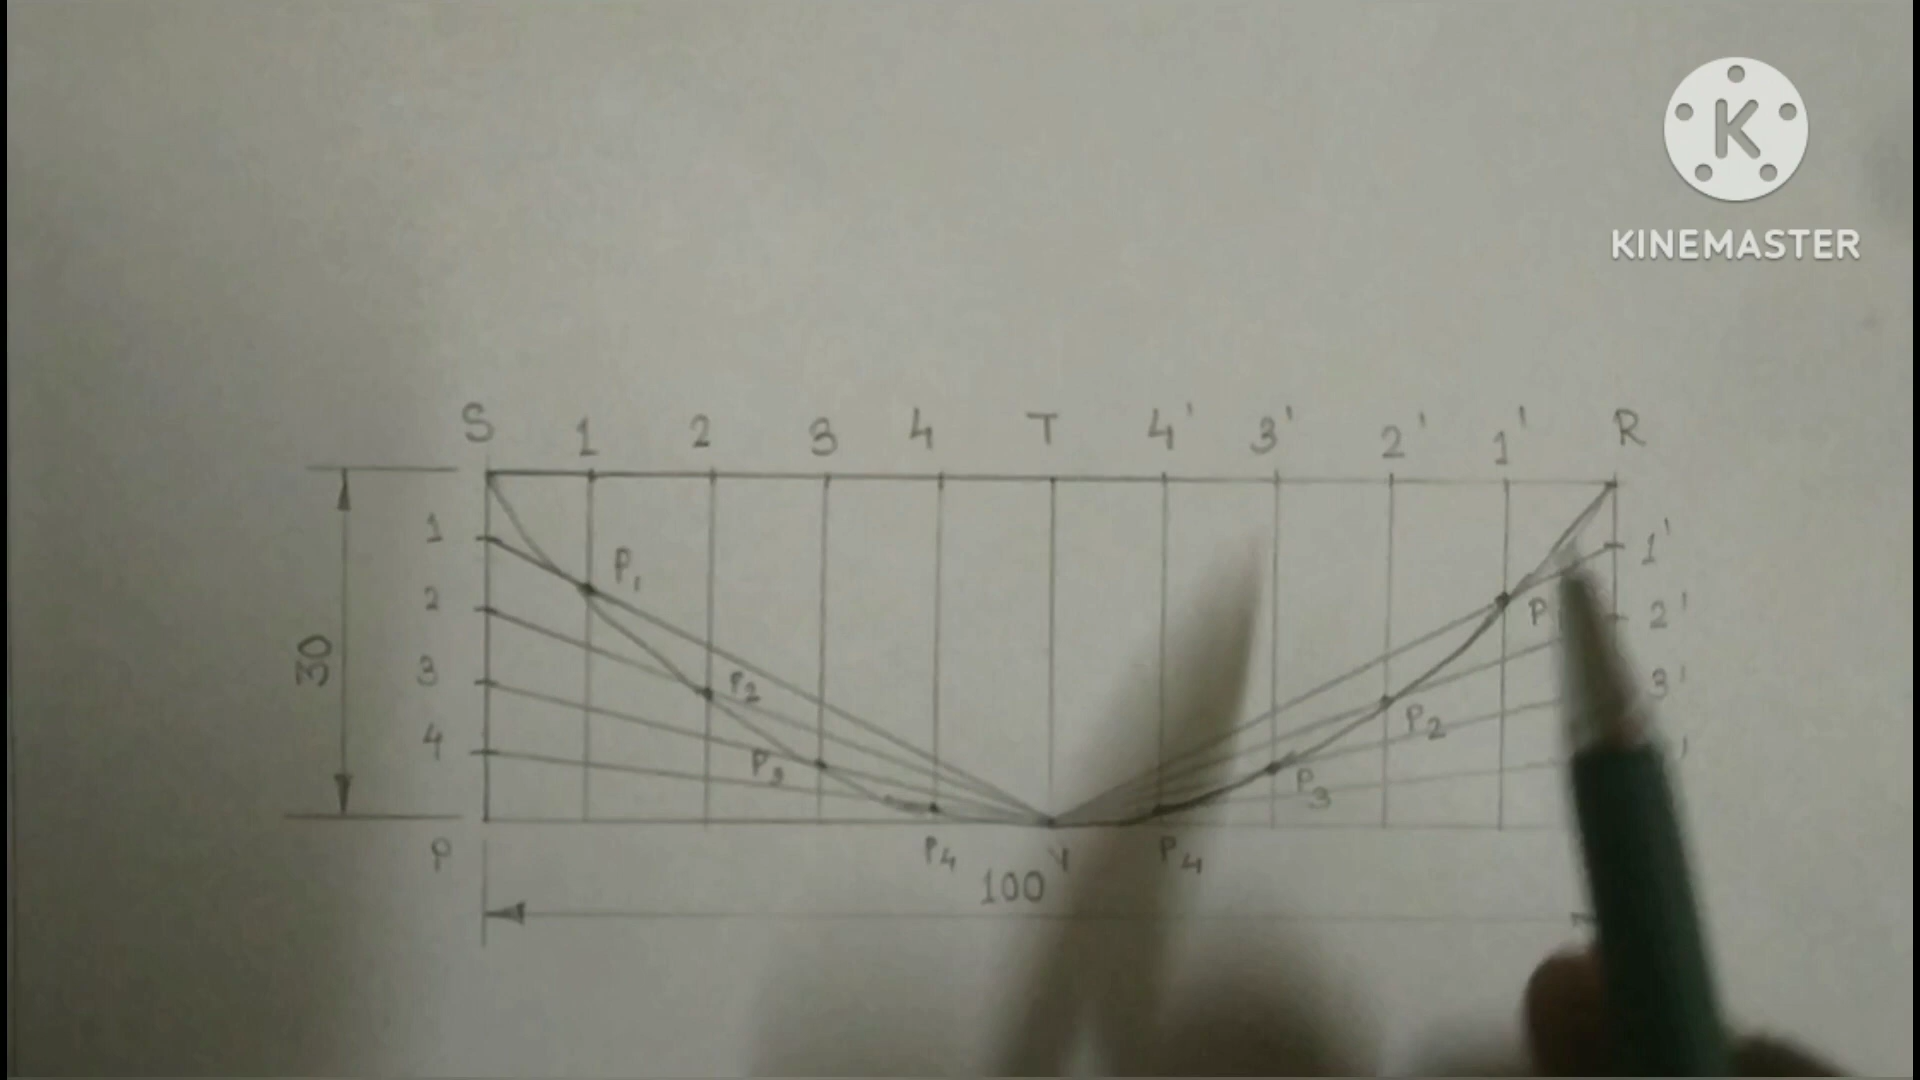 K
KINEMASTER
S 1 2 3 4 T 4' 3' 2' 1' R
1 1'
P1 P
2 2'
30
3 P2 3'
P2
4 P3 '
P3
P P4 V P4
100